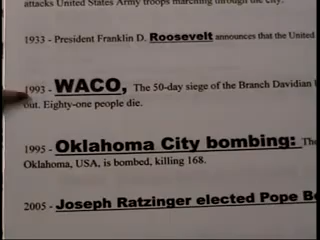 attacks United States Army troops marching through the city.
1933 - President Franklin D. Roosevelt announces that the United
1993 - WACO, The 50-day siege of the Branch Davidian
out. Eighty-one people die.
1995 - Oklahoma City bombing: The
Oklahoma, USA, is bombed, killing 168.
2005 - Joseph Ratzinger elected Pope